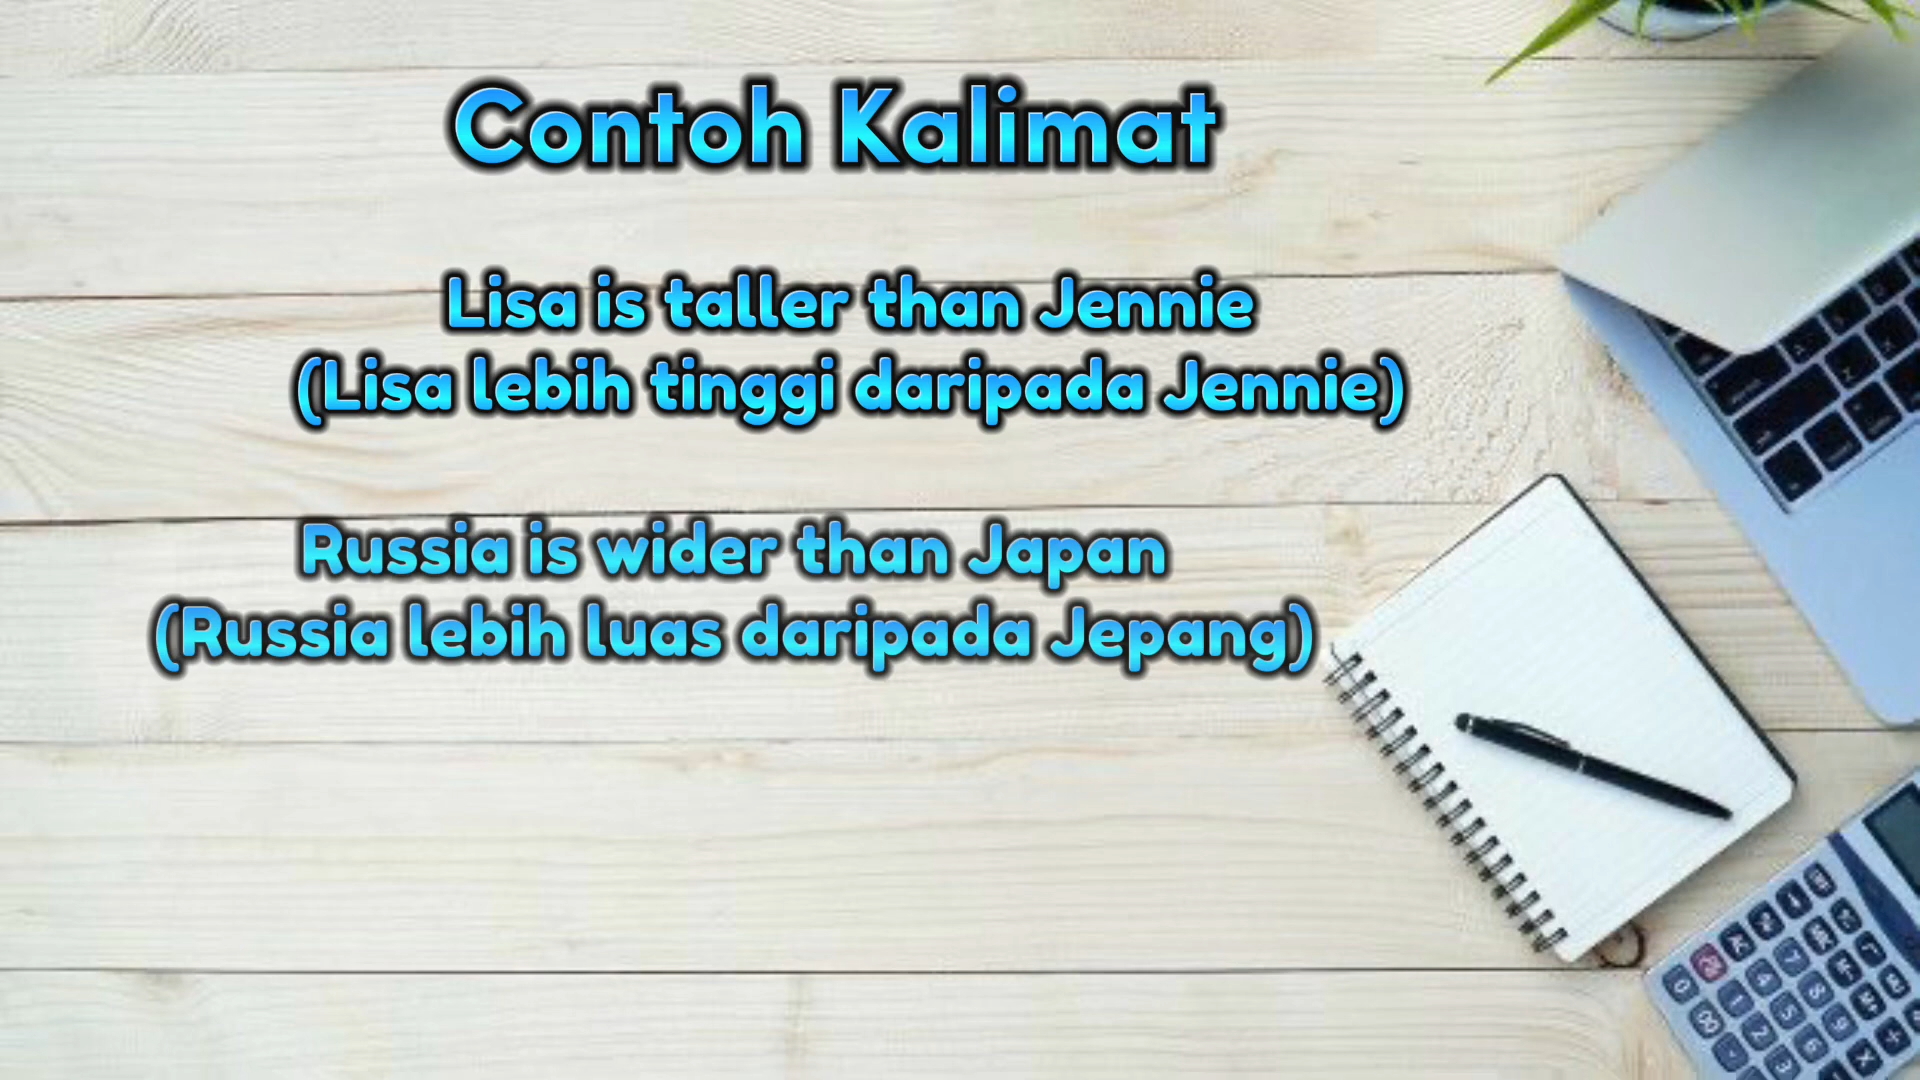 Contoh Kalimat
Lisa is taller than Jennie
(Lisa lebih tinggi daripada Jennie)
Russia is wider than Japan
(Russia lebih luas daripada Jepang)